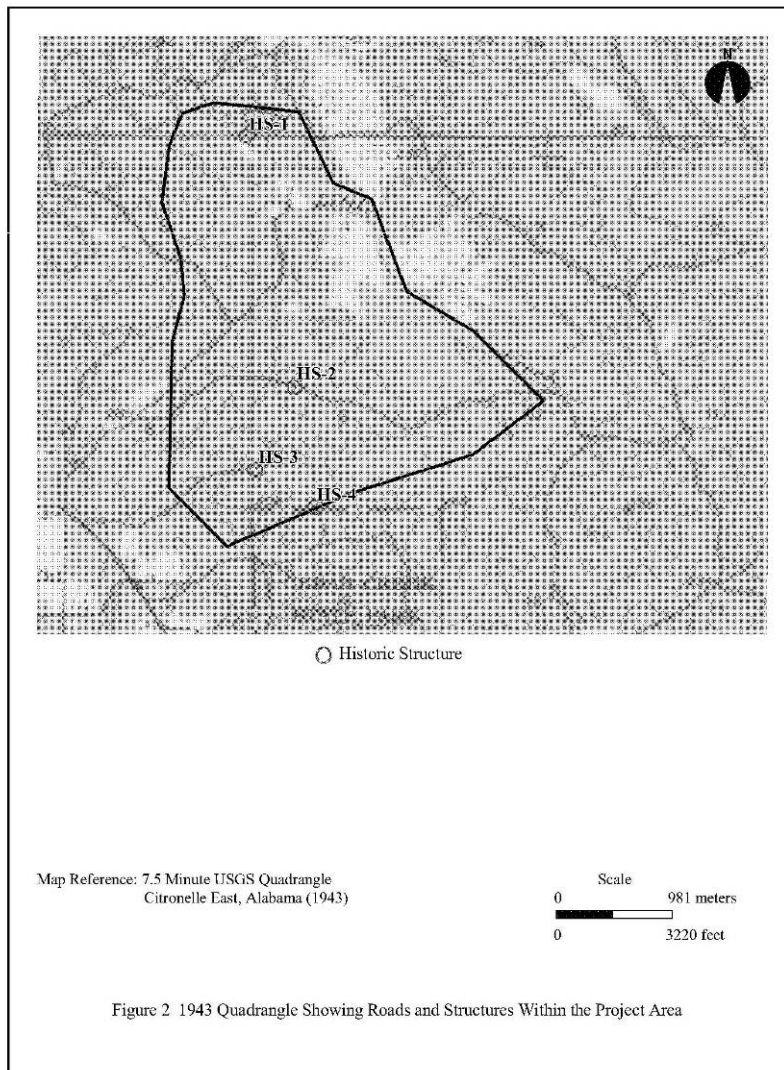 N
HS-1
HS-2
HS-3
HS-4
Historic Structure
Map Reference: 7.5 Minute USGS Quadrangle
Citronelle East, Alabama (1943)
Scale
0 981 meters
0 3220 feet
Figure 2 1943 Quadrangle Showing Roads and Structures Within the Project Area